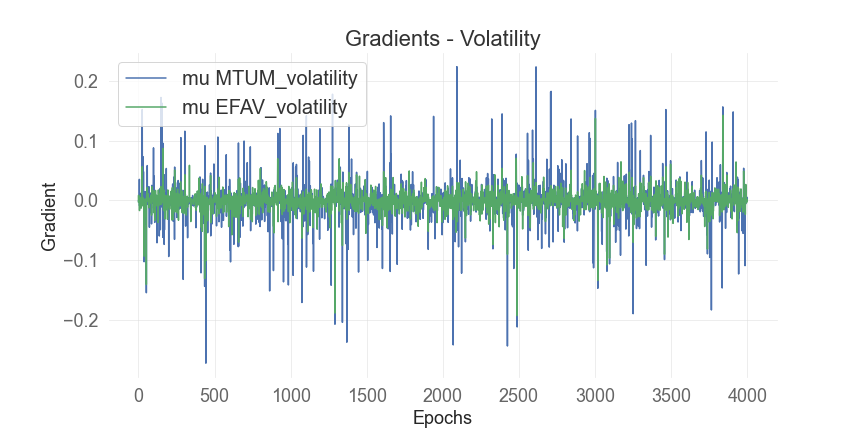 Gradients - Volatility
mu MTUM_volatility
mu EFAV_volatility
Gradient
0.2
0.1
0.0
−0.1
−0.2
0 500 1000 1500 2000 2500 3000 3500 4000
Epochs